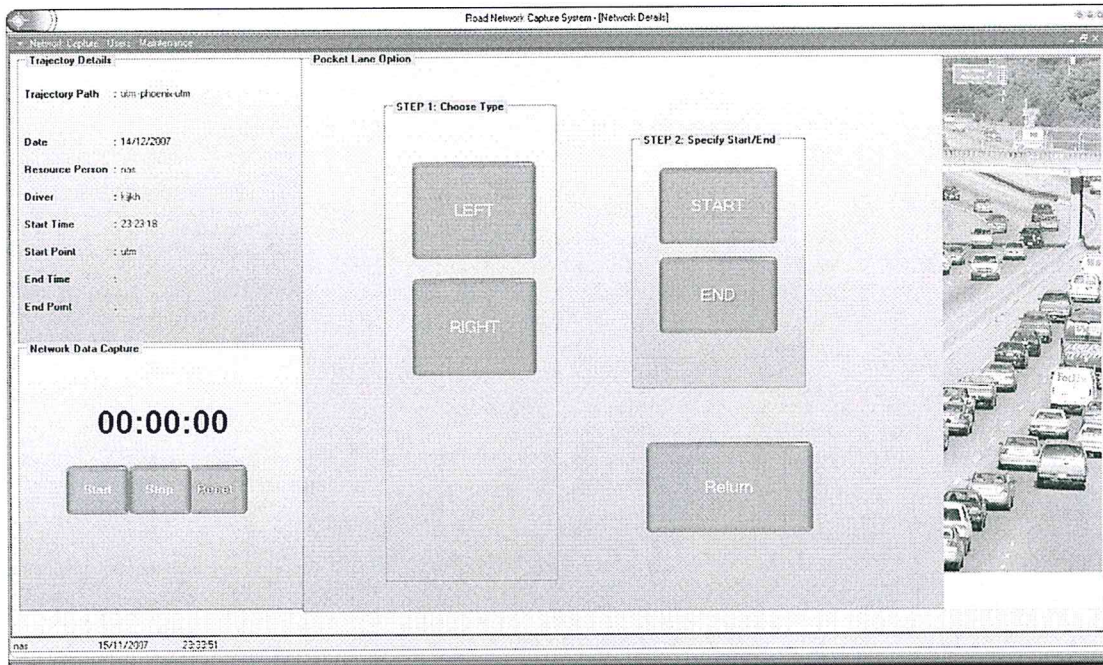 Road Network Capture System - [Network Details]
Network Capture Users Maintenance
Trajectoy Details
Trajectory Path : utm-phoenix-utm
Date : 14/12/2007
Resource Person : nas
Driver : kjkh
Start Time : 23:23:18
Start Point : utm
End Time :
End Point :
Network Data Capture
00:00:00
Start Stop Reset
Pocket Lane Option
STEP 1: Choose Type
LEFT
RIGHT
STEP 2: Specify Start/End
START
END
Return
FedEx
nas 15/11/2007 23:33:51